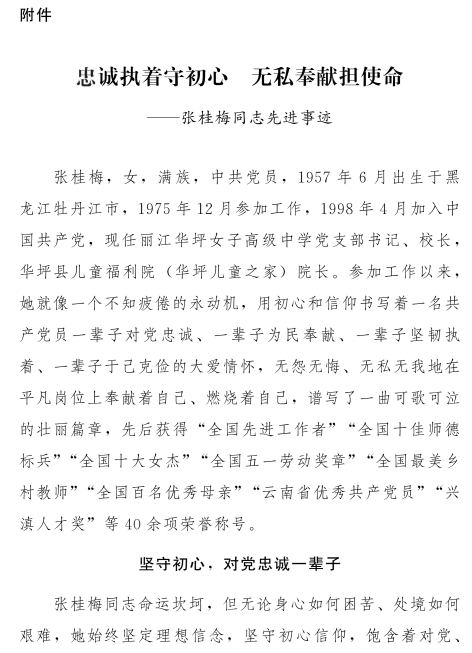 附件
忠诚执着守初心　无私奉献担使命
——张桂梅同志先进事迹
张桂梅，女，满族，中共党员，1957 年 6 月出生于黑
龙江牡丹江市，1975 年 12 月参加工作，1998 年 4 月加入中
国共产党，现任丽江华坪女子高级中学党支部书记、校长，
华坪县儿童福利院（华坪儿童之家）院长。参加工作以来，
她就像一个不知疲倦的永动机，用初心和信仰书写着一名共
产党员一辈子对党忠诚、一辈子为民奉献、一辈子坚韧执
着、一辈子于己克俭的大爱情怀，无怨无悔、无私无我地在
平凡岗位上奉献着自己、燃烧着自己，谱写了一曲可歌可泣
的壮丽篇章，先后获得“全国先进工作者”“全国十佳师德
标兵”“全国十大女杰”“全国五一劳动奖章”“全国最美乡
村教师”“全国百名优秀母亲”“云南省优秀共产党员”“兴
滇人才奖”等 40 余项荣誉称号。
坚守初心，对党忠诚一辈子
张桂梅同志命运坎坷，但无论身心如何困苦、处境如何
艰难，她始终坚定理想信念，坚守初心信仰，饱含着对党、